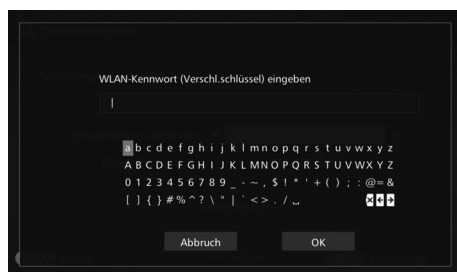 WLAN-Kennwort (Verschl.schlüssel) eingeben
a b c d e f g h i j k l m n o p q r s t u v w x y z
A B C D E F G H I J K L M N O P Q R S T U V W X Y Z
0 1 2 3 4 5 6 7 8 9 _ - ~ , $ ! * ' + ( ) ; : @ = &
[ ] { } # % ^ ? \ " | ` < > . / ␣
Abbruch OK